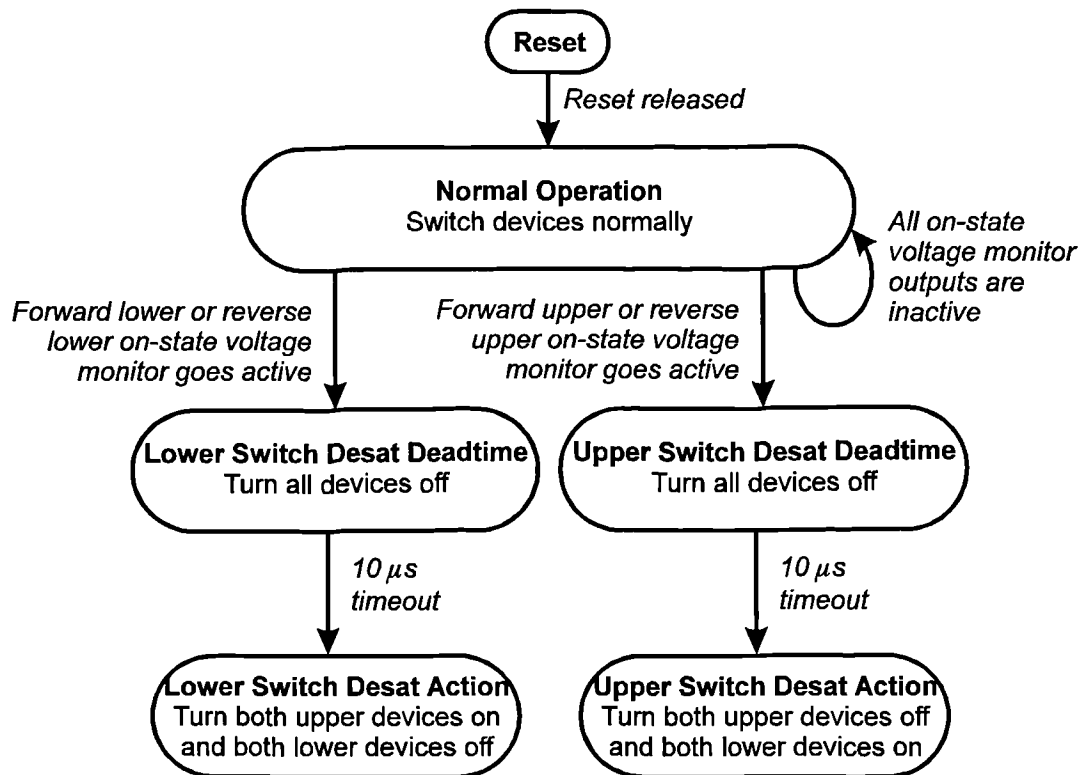 Reset
Reset released
Normal Operation
Switch devices normally
All on-state
voltage monitor
outputs are
inactive
Forward lower or reverse
lower on-state voltage
monitor goes active
Forward upper or reverse
upper on-state voltage
monitor goes active
Lower Switch Desat Deadtime
Turn all devices off
Upper Switch Desat Deadtime
Turn all devices off
10 μs
timeout
10 μs
timeout
Lower Switch Desat Action
Turn both upper devices on
and both lower devices off
Upper Switch Desat Action
Turn both upper devices off
and both lower devices on